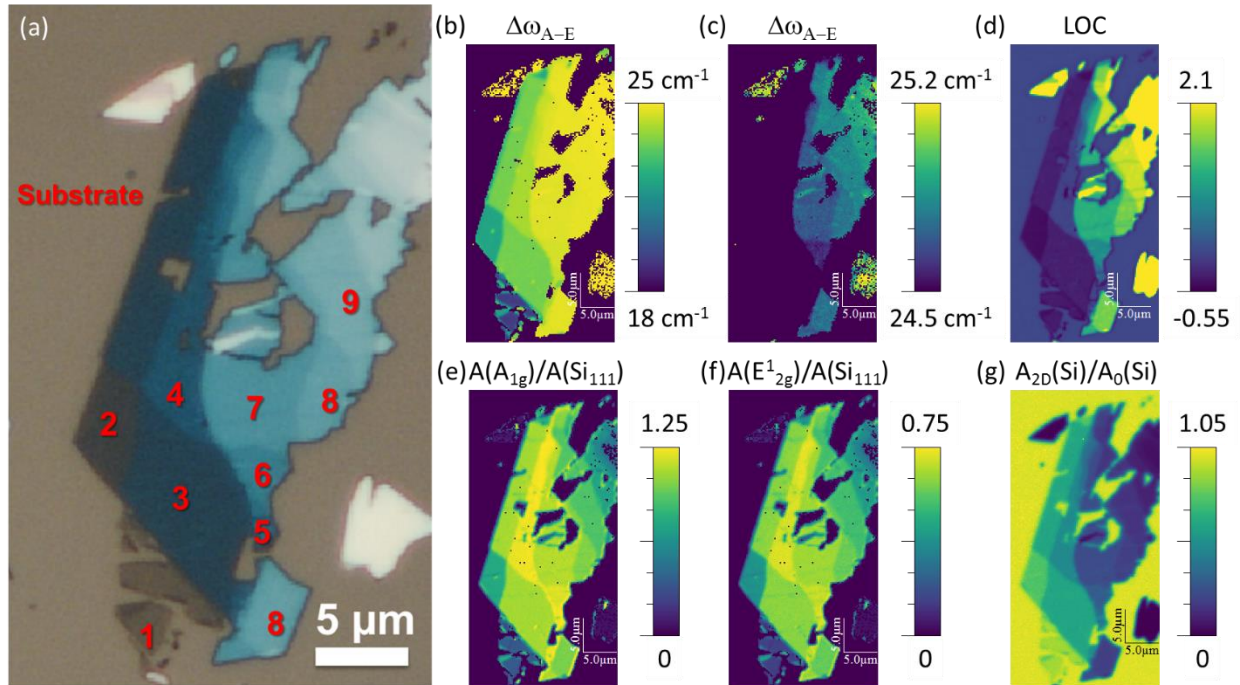 (a)
Substrate
2
4
9
7
8
3
6
5
1
8
5 μm
(b)
Δω_A–E
25 cm⁻¹
18 cm⁻¹
5.0μm
5.0μm
(c)
Δω_A–E
25.2 cm⁻¹
24.5 cm⁻¹
5.0μm
5.0μm
(d)
LOC
2.1
-0.55
5.0μm
5.0μm
(e)
A(A₁g)/A(Si₁₁₁)
1.25
0
5.0μm
5.0μm
(f)
A(E¹₂g)/A(Si₁₁₁)
0.75
0
5.0μm
5.0μm
(g)
A₂D(Si)/A₀(Si)
1.05
0
5.0μm
5.0μm